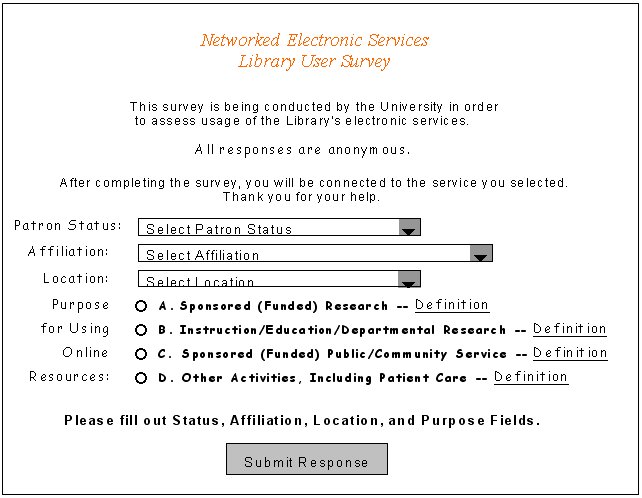 Networked Electronic Services
Library User Survey
This survey is being conducted by the University in order
to assess usage of the Library's electronic services.
All responses are anonymous.
After completing the survey, you will be connected to the service you selected.
Thank you for your help.
Patron Status: Select Patron Status
Affiliation: Select Affiliation
Location: Select Location
Purpose A. Sponsored (Funded) Research -- Definition
for Using B. Instruction/Education/Departmental Research -- Definition
Online C. Sponsored (Funded) Public/Community Service -- Definition
Resources: D. Other Activities, Including Patient Care -- Definition
Please fill out Status, Affiliation, Location, and Purpose Fields.
Submit Response